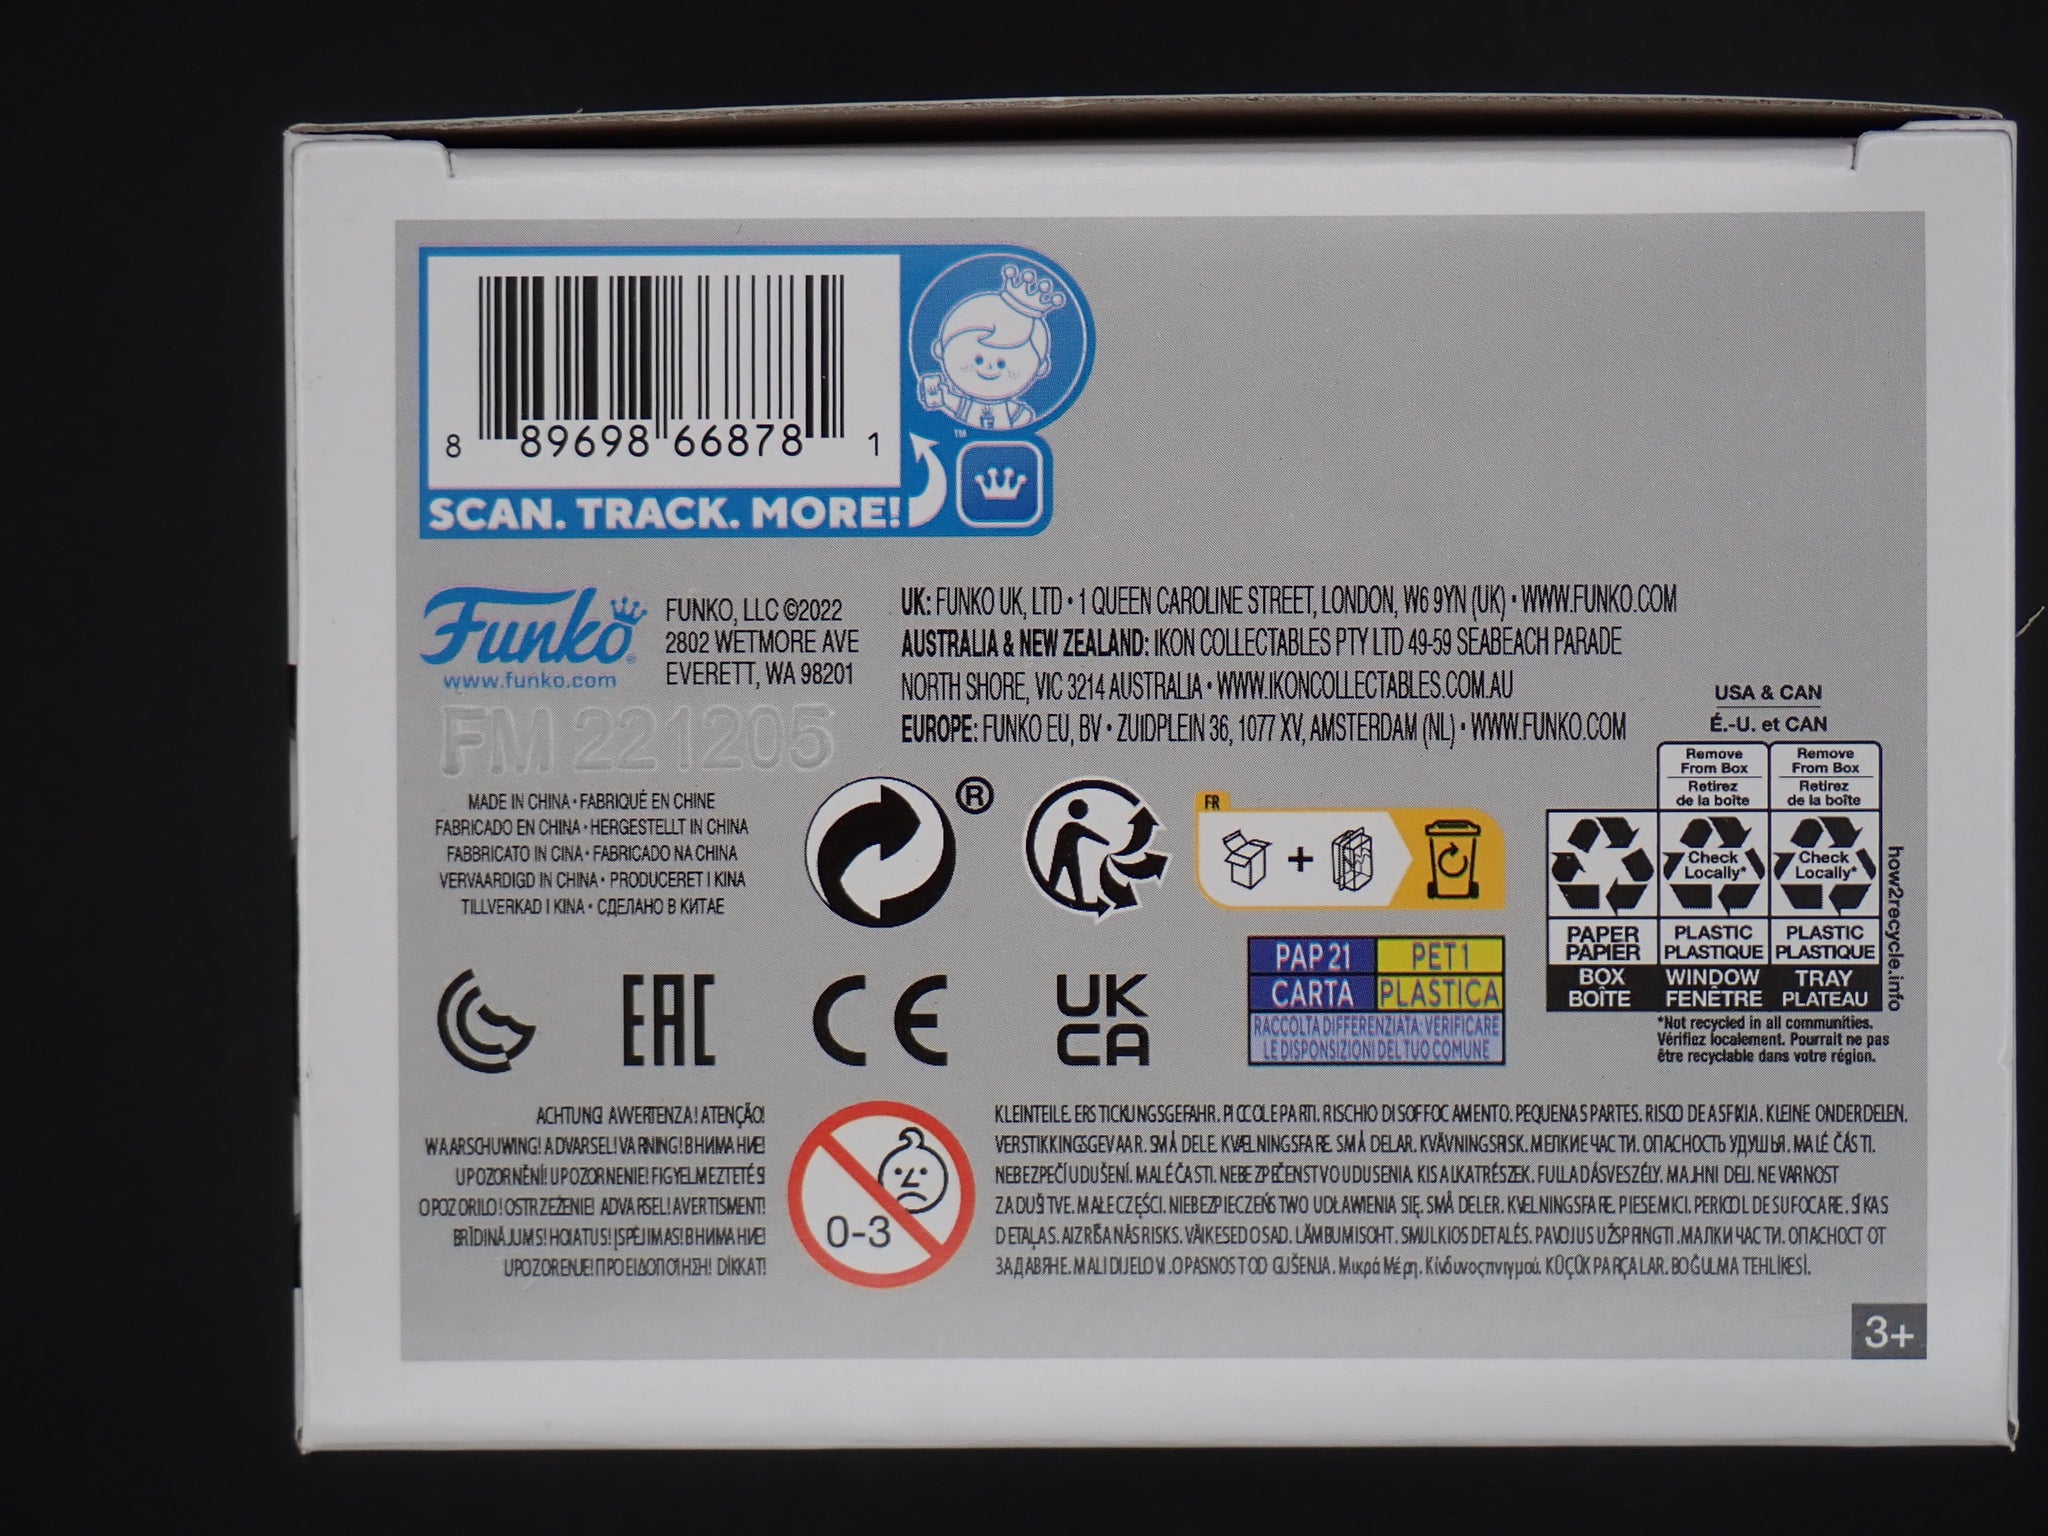 8 89698 66878 1
™
SCAN. TRACK. MORE!
Funko®
www.funko.com
FUNKO, LLC ©2022
2802 WETMORE AVE
EVERETT, WA 98201
UK: FUNKO UK, LTD • 1 QUEEN CAROLINE STREET, LONDON, W6 9YN (UK) • WWW.FUNKO.COM
AUSTRALIA & NEW ZEALAND: IKON COLLECTABLES PTY LTD 49-59 SEABEACH PARADE
NORTH SHORE, VIC 3214 AUSTRALIA • WWW.IKONCOLLECTABLES.COM.AU
EUROPE: FUNKO EU, BV • ZUIDPLEIN 36, 1077 XV, AMSTERDAM (NL) • WWW.FUNKO.COM
FM 221205
MADE IN CHINA • FABRIQUÉ EN CHINE
FABRICADO EN CHINA • HERGESTELLT IN CHINA
FABBRICATO IN CINA • FABRICADO NA CHINA
VERVAARDIGD IN CHINA • PRODUCERET I KINA
TILLVERKAD I KINA • СДЕЛАНО В КИТАЕ
®
FR
+
USA & CAN
É.-U. et CAN
Remove From Box
Retirez de la boîte
Remove From Box
Retirez de la boîte
Check Locally*
Check Locally*
PAPER PAPIER
PLASTIC PLASTIQUE
PLASTIC PLASTIQUE
BOX BOÎTE
WINDOW FENÊTRE
TRAY PLATEAU
how2recycle.info
*Not recycled in all communities.
Vérifiez localement. Pourrait ne pas
être recyclable dans votre région.
EAC
CE
UK
CA
PAP 21 PET 1
CARTA PLASTICA
RACCOLTA DIFFERENZIATA: VERIFICARE
LE DISPONSIZIONI DEL TUO COMUNE
ACHTUNG! AVVERTENZA! ATENÇÃO!
WAARSCHUWING! ADVARSEL! VARNING! ВНИМАНИЕ!
UPOZORNĚNÍ! UPOZORNENIE! FIGYELMEZTETÉS!
OPOZORILO! OSTRZEŻENIE! ADVARSEL! AVERTISMENT!
BRĪDINĀJUMS! HOIATUS! ĮSPĖJIMAS! ВНИМАНИЕ!
UPOZORENJE! ΠΡΟΕΙΔΟΠΟΊΗΣΗ! DİKKAT!
0-3
KLEINTEILE. ERSTICKUNGSGEFAHR. PICCOLE PARTI. RISCHIO DI SOFFOCAMENTO. PEQUENAS PARTES. RISCO DE ASFIXIA. KLEINE ONDERDELEN.
VERSTIKKINGSGEVAAR. SMÅ DELE. KVÆLNINGSFARE. SMÅ DELAR. KVÄVNINGSRISK. МЕЛКИЕ ЧАСТИ. ОПАСНОСТЬ УДУШЬЯ. MALÉ ČÁSTI.
NEBEZPEČÍ UDUŠENÍ. MALÉ ČASTI. NEBEZPEČENSTVO UDUSENIA. KIS ALKATRÉSZEK. FULLADÁSVESZÉLY. MAJHNI DELI. NEVARNOST
ZADUŠTVE. MAŁE CZĘŚCI. NIEBEZPIECZEŃSTWO UDŁAWIENIA SIĘ. SMÅ DELER. KVELNINGSFARE. PIESE MICI. PERICOL DE SUFOCARE. SĪKAS
DETAĻAS. AIZRĪŠANĀS RISKS. VÄIKESED OSAD. LÄMBUMISOHT. SMULKIOS DETALĖS. PAVOJUS UŽSPRINGTI. МАЛКИ ЧАСТИ. ОПАСНОСТ ОТ
ЗАДАВЯНЕ. MALI DIJELOVI. OPASNOST OD GUŠENJA. Μικρά Μέρη. Κίνδυνος πνιγμού. KÜÇÜK PARÇALAR. BOĞULMA TEHLİKESİ.
3+